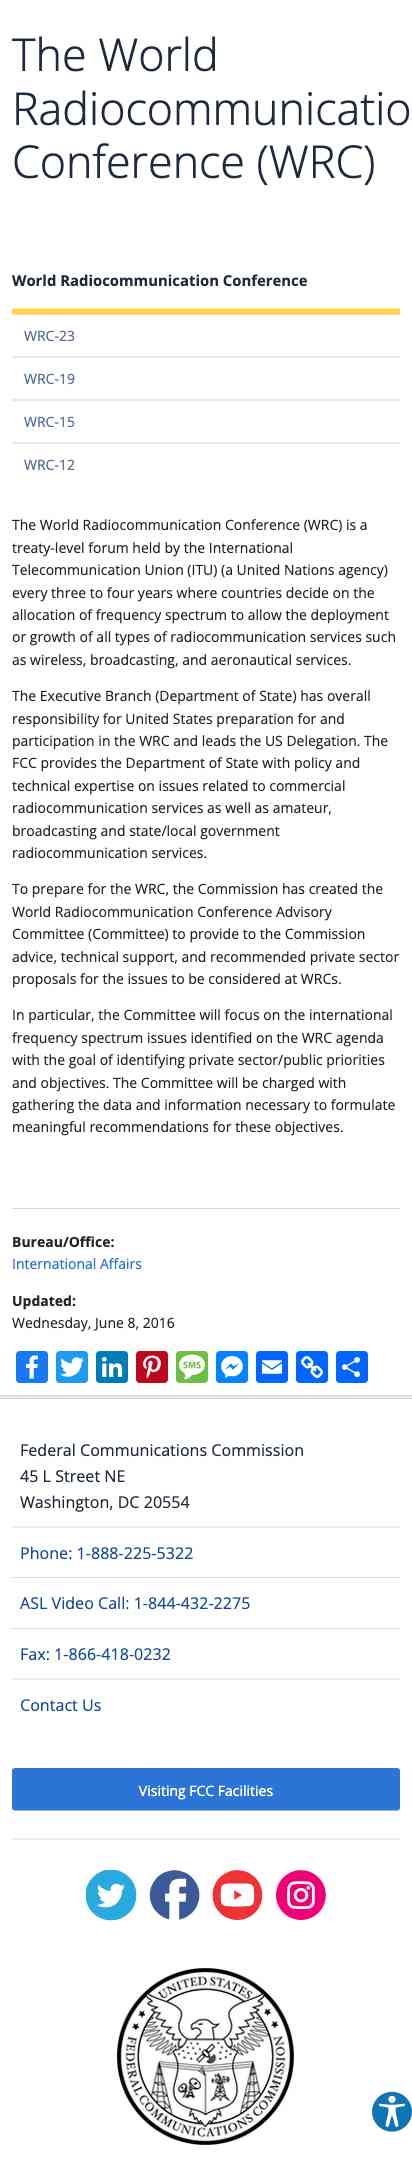 The World
Radiocommunicatio
Conference (WRC)
World Radiocommunication Conference
WRC-23
WRC-19
WRC-15
WRC-12
The World Radiocommunication Conference (WRC) is a
treaty-level forum held by the International
Telecommunication Union (ITU) (a United Nations agency)
every three to four years where countries decide on the
allocation of frequency spectrum to allow the deployment
or growth of all types of radiocommunication services such
as wireless, broadcasting, and aeronautical services.
The Executive Branch (Department of State) has overall
responsibility for United States preparation for and
participation in the WRC and leads the US Delegation. The
FCC provides the Department of State with policy and
technical expertise on issues related to commercial
radiocommunication services as well as amateur,
broadcasting and state/local government
radiocommunication services.
To prepare for the WRC, the Commission has created the
World Radiocommunication Conference Advisory
Committee (Committee) to provide to the Commission
advice, technical support, and recommended private sector
proposals for the issues to be considered at WRCs.
In particular, the Committee will focus on the international
frequency spectrum issues identified on the WRC agenda
with the goal of identifying private sector/public priorities
and objectives. The Committee will be charged with
gathering the data and information necessary to formulate
meaningful recommendations for these objectives.
Bureau/Office:
International Affairs
Updated:
Wednesday, June 8, 2016
SMS
Federal Communications Commission
45 L Street NE
Washington, DC 20554
Phone: 1-888-225-5322
ASL Video Call: 1-844-432-2275
Fax: 1-866-418-0232
Contact Us
Visiting FCC Facilities
UNITED STATES
FEDERAL COMMUNICATIONS COMMISSION